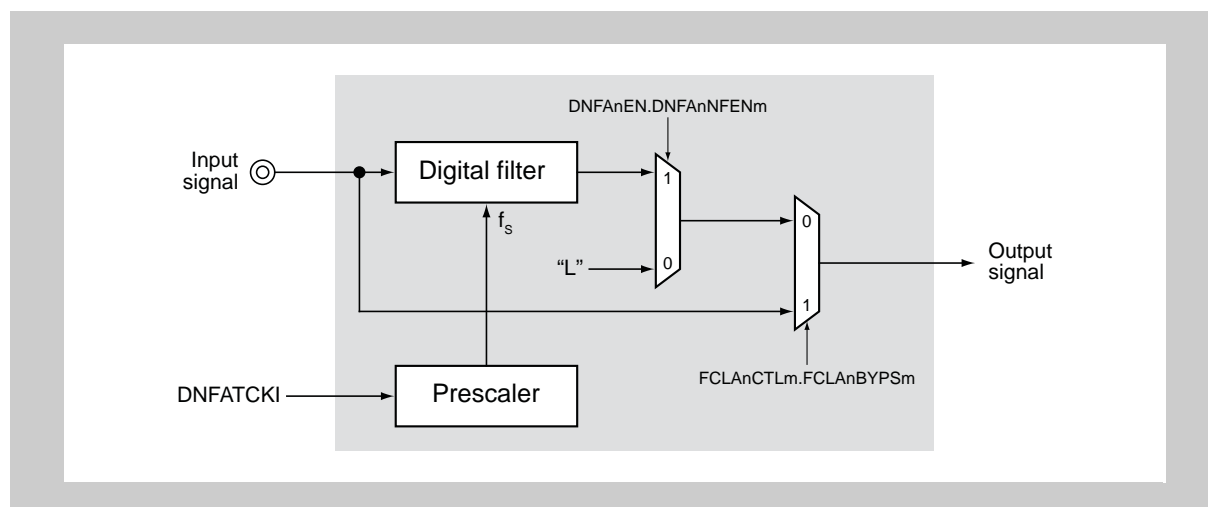 DNFAnEN.DNFAnNFENm
Input
signal
Digital filter
1
fS
0
"L"
0
Output
signal
1
FCLAnCTLm.FCLAnBYPSm
DNFATCKI
Prescaler